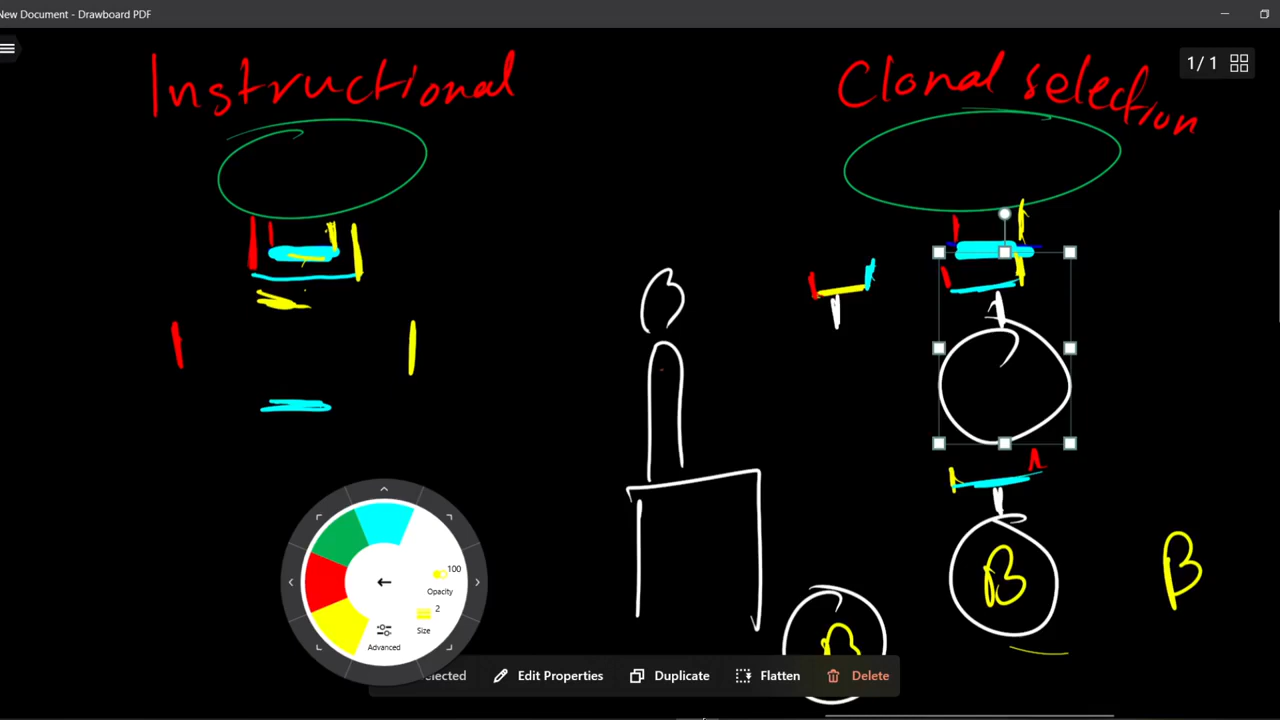 New Document - Drawboard PDF
1/1
Instructional
Clonal selection
B
B
B
100
Opacity
2
Size
Advanced
elected
Edit Properties
Duplicate
Flatten
Delete